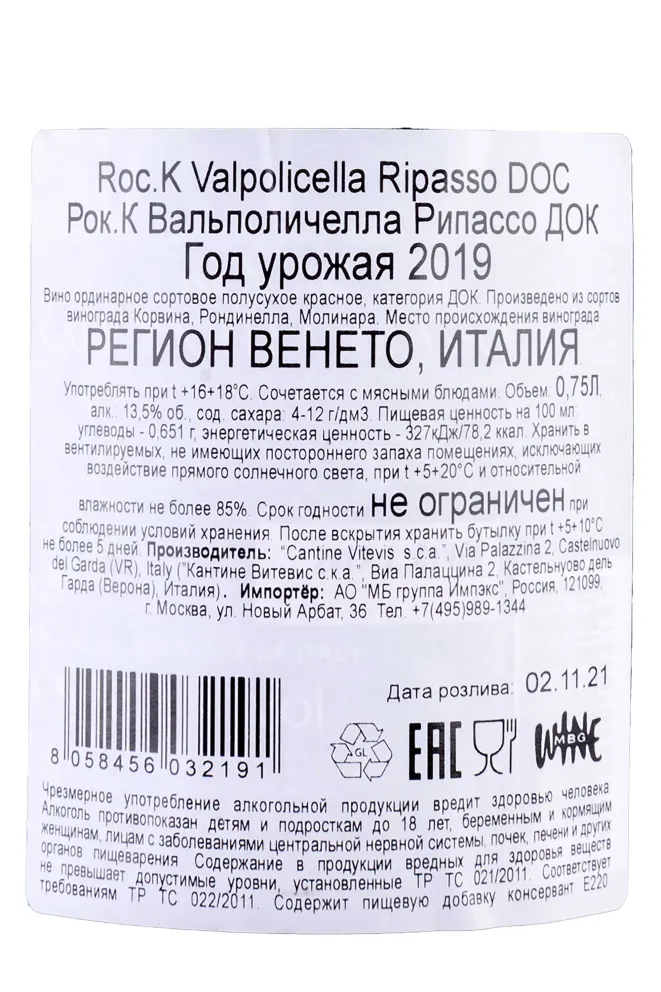 Roc.K Valpolicella Ripasso DOC
Рок.К Вальполичелла Рипассо ДОК
Год урожая 2019
Вино ординарное сортовое полусухое красное, категория ДОК. Произведено из сортов
винограда Корвина, Рондинелла, Молинара. Место происхождения винограда
РЕГИОН ВЕНЕТО, ИТАЛИЯ.
Употреблять при t +16+18°C. Сочетается с мясными блюдами. Объем: 0,75Л,
алк.: 13,5% об., сод. сахара: 4-12 г/дм3. Пищевая ценность на 100 мл:
углеводы - 0,651 г, энергетическая ценность - 327кДж/78,2 ккал. Хранить в
вентилируемых, не имеющих постороннего запаха помещениях, исключающих
воздействие прямого солнечного света, при t +5+20°C и относительной
влажности не более 85%. Срок годности не ограничен при
соблюдении условий хранения. После вскрытия хранить бутылку при t +5+10°C
не более 5 дней. Производитель: "Cantine Vitevis s.c.a.", Via Palazzina 2, Castelnuovo
del Garda (VR), Italy ("Кантине Витевис с.к.а.", Виа Палаццина 2, Кастельнуово дель
Гарда (Верона), Италия). Импортёр: АО "МБ группа Импэкс", Россия, 121099,
г. Москва, ул. Новый Арбат, 36 Тел. +7(495)989-1344
Дата розлива: 02.11.21
GL
EAC
WINE
MBG
8 058456 032191
Чрезмерное употребление алкогольной продукции вредит здоровью человека.
Алкоголь противопоказан детям и подросткам до 18 лет, беременным и кормящим
женщинам, лицам с заболеваниями центральной нервной системы, почек, печени и других
органов пищеварения. Содержание в продукции вредных для здоровья веществ
не превышает допустимые уровни, установленные ТР ТС 021/2011. Соответствует
требованиям ТР ТС 022/2011. Содержит пищевую добавку консервант Е220